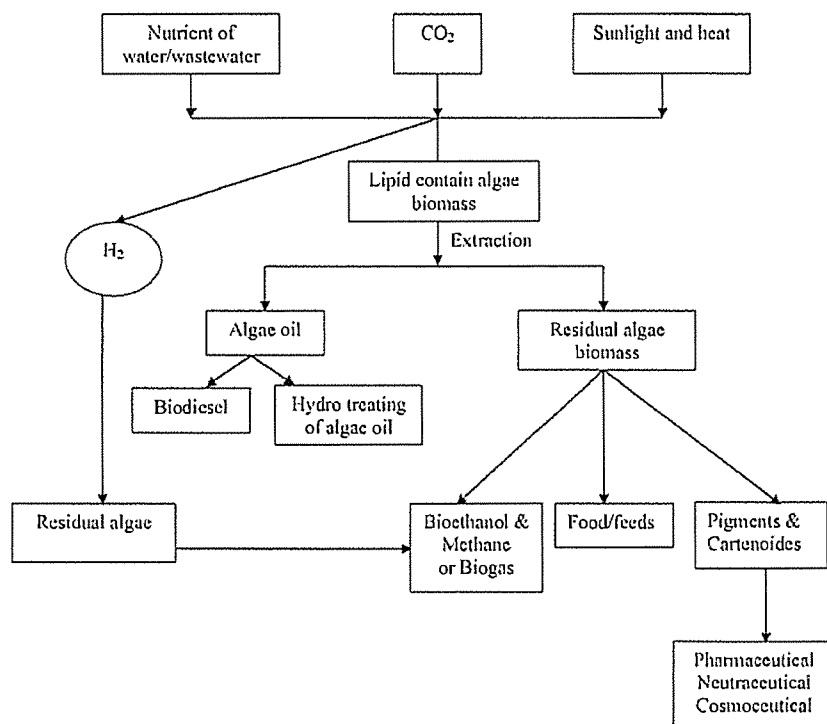 Nutrient of
water/wastewater
CO₂
Sunlight and heat
Lipid contain algae
biomass
Extraction
H₂
Algae oil
Residual algae
biomass
Biodiesel
Hydro treating
of algae oil
Residual algae
Bioethanol &
Methane
or Biogas
Food/feeds
Pigments &
Cartenoides
Pharmaceutical
Neutraceutical
Cosmoceutical